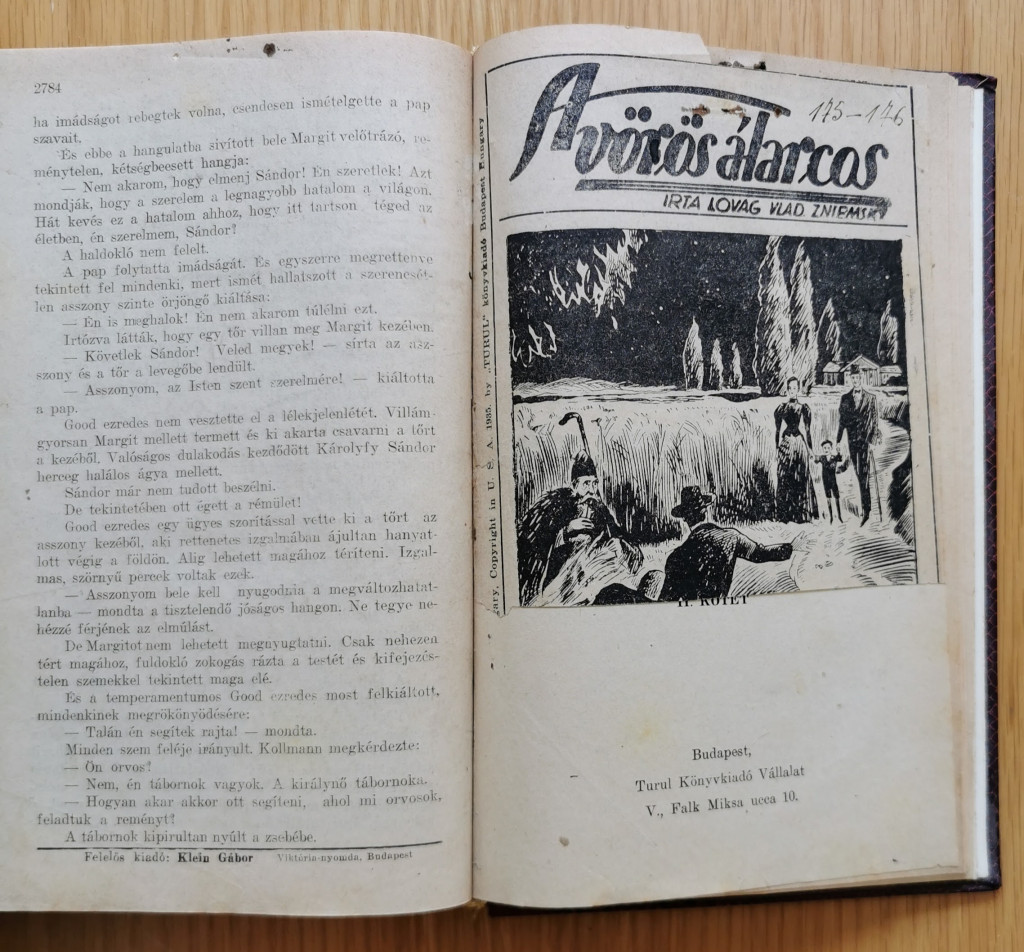 2784
ha imádságot rebegtek volna, csendesen ismételgette a pap
szavait.
És ebbe a hangulatba sivított bele Margit velőtrázó, re-
ménytelen, kétségbeesett hangja:
— Nem akarom, hogy elmenj Sándor! Én szeretlek! Azt
mondják, hogy a szerelem a legnagyobb hatalom a világon.
Hát kevés ez a hatalom ahhoz, hogy itt tartson téged az
életben, én szerelmem, Sándor?
A haldokló nem felelt.
A pap folytatta imádságát. És egyszerre megrettenve
tekintett fel mindenki, mert ismét hallatszott a szerencsét-
len asszony szinte örjöngő kiáltása:
— Én is meghalok! Én nem akarom túlélni ezt.
Irtózva látták, hogy egy tőr villan meg Margit kezében.
— Követlek Sándor! Veled megyek! — sírta az asz-
szony és a tőr a levegőbe lendült.
— Asszonyom, az Isten szent szerelmére! — kiáltotta
a pap.
Good ezredes nem vesztette el a lélekjelenlétét. Villám-
gyorsan Margit mellett termett és ki akarta csavarni a tőrt
a kezéből. Valóságos dulakodás kezdődött Károlyfy Sándor
herceg halálos ágya mellett.
Sándor már nem tudott beszélni.
De tekintetében ott égett a rémület!
Good ezredes egy ügyes szorítással vette ki a tőrt az
asszony kezéből, aki rettenetes izgalmában ájultan hanyat-
lott végig a földön. Alig lehetett magához téríteni. Izgal-
mas, szörnyű percek voltak ezek.
— Asszonyom bele kell nyugodnia a megváltozhatat-
lanba — mondta a tisztelendő jóságos hangon. Ne tegye ne-
hézzé férjének az elmúlást.
De Margitot nem lehetett megnyugtatni. Csak nehezen
tért magához, fuldokló zokogás rázta a testét és kifejezés-
telen szemekkel tekintett maga elé.
És a temperamentumos Good ezredes most felkiáltott,
mindenkinek megrökönyödésére:
— Talán én segítek rajta! — mondta.
Minden szem feléje irányult. Kollmann megkérdezte:
— Ön orvos?
— Nem, én tábornok vagyok. A királynő tábornoka.
— Hogyan akar akkor ott segíteni, ahol mi orvosok,
feladtuk a reményt?
A tábornok kipirultan nyúlt a zsebébe.
Felelős kiadó: Klein Gábor Viktória-nyomda, Budapest
gary, Copyright in U. S. A. 1935. by „TURUL" könyvkiadó Budapest Hungary
175-176
A vörös álarcos
IRTA LOVAG VLAD ZNIEMSKY
II. KÖTET
Budapest,
Turul Könyvkiadó Vállalat
V., Falk Miksa ucca 10.